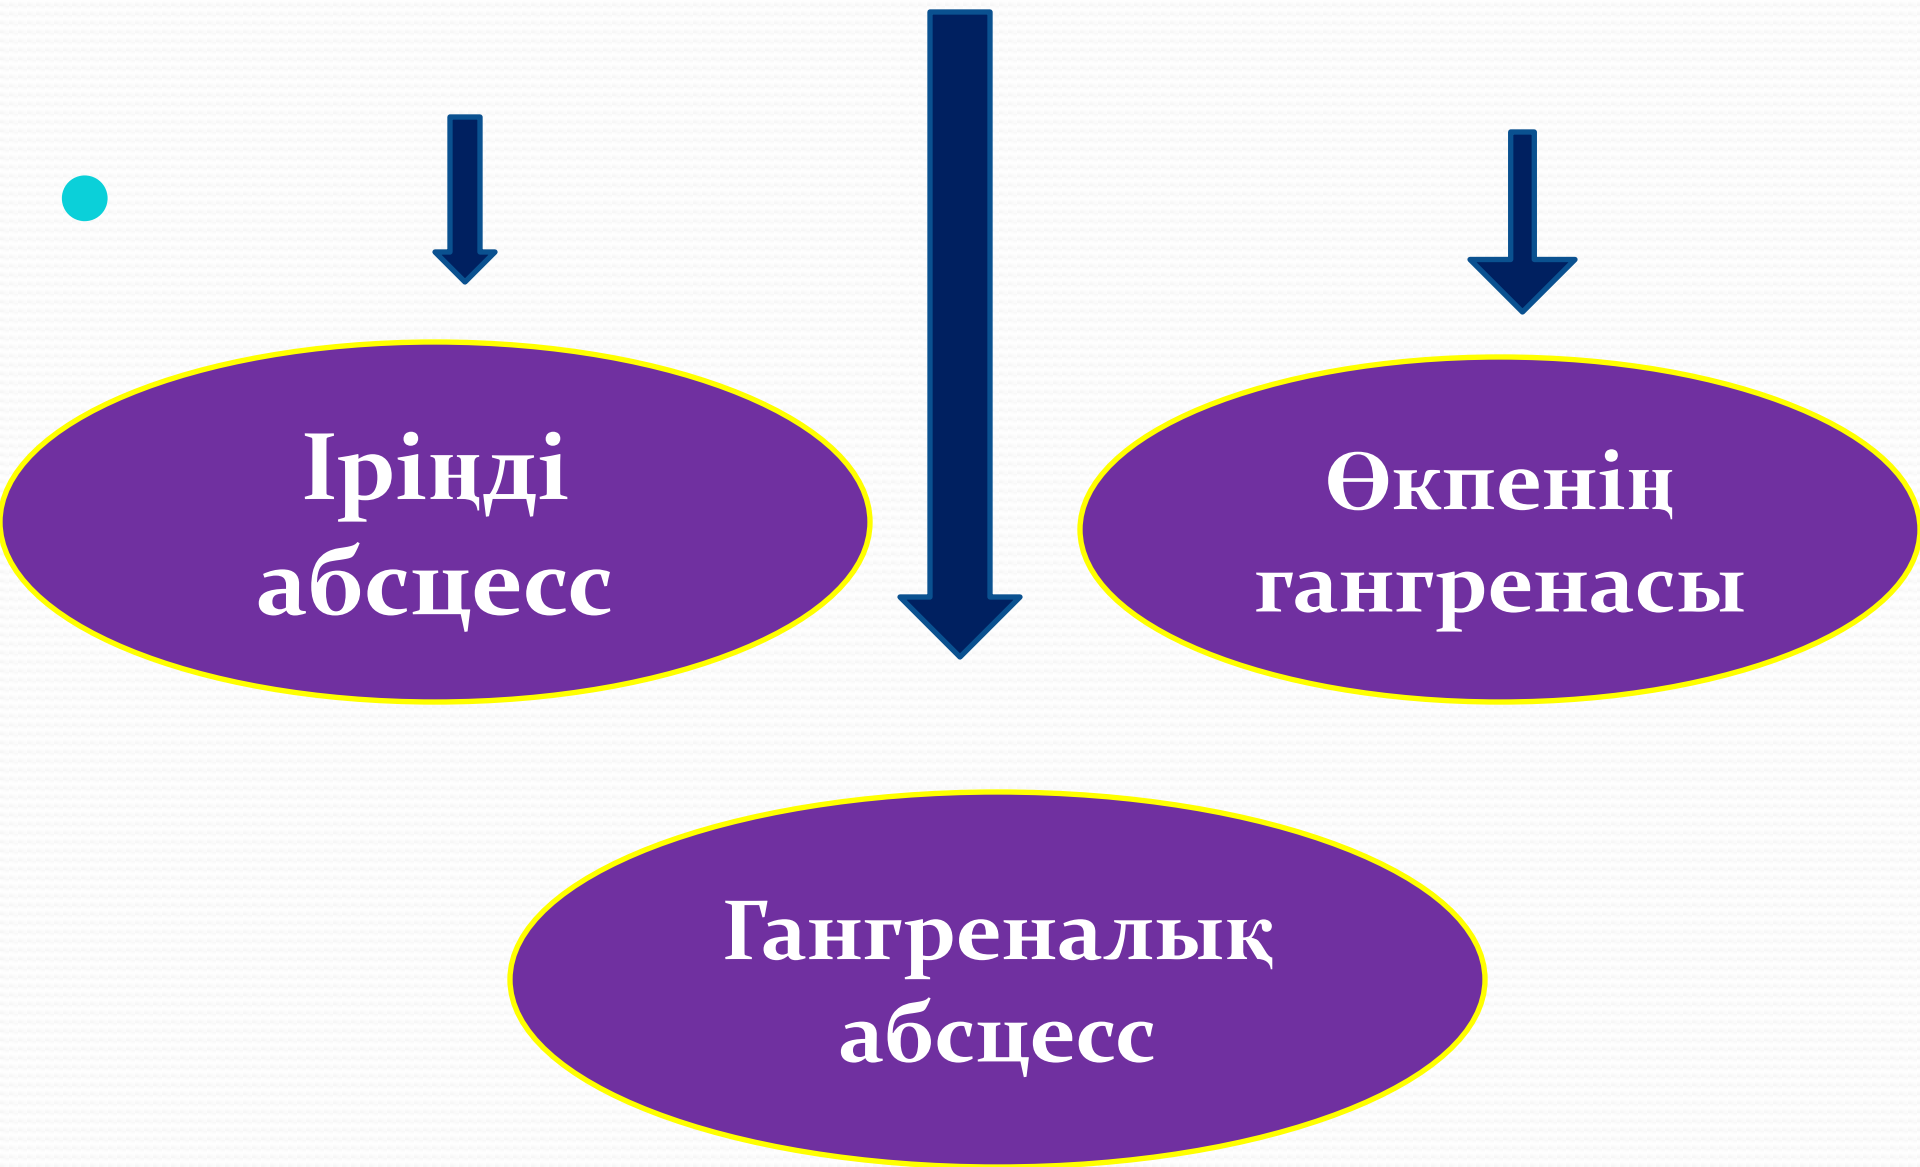 Іріңді
абсцесс
Өкпенің
гангренасы
Гангреналық
абсцесс